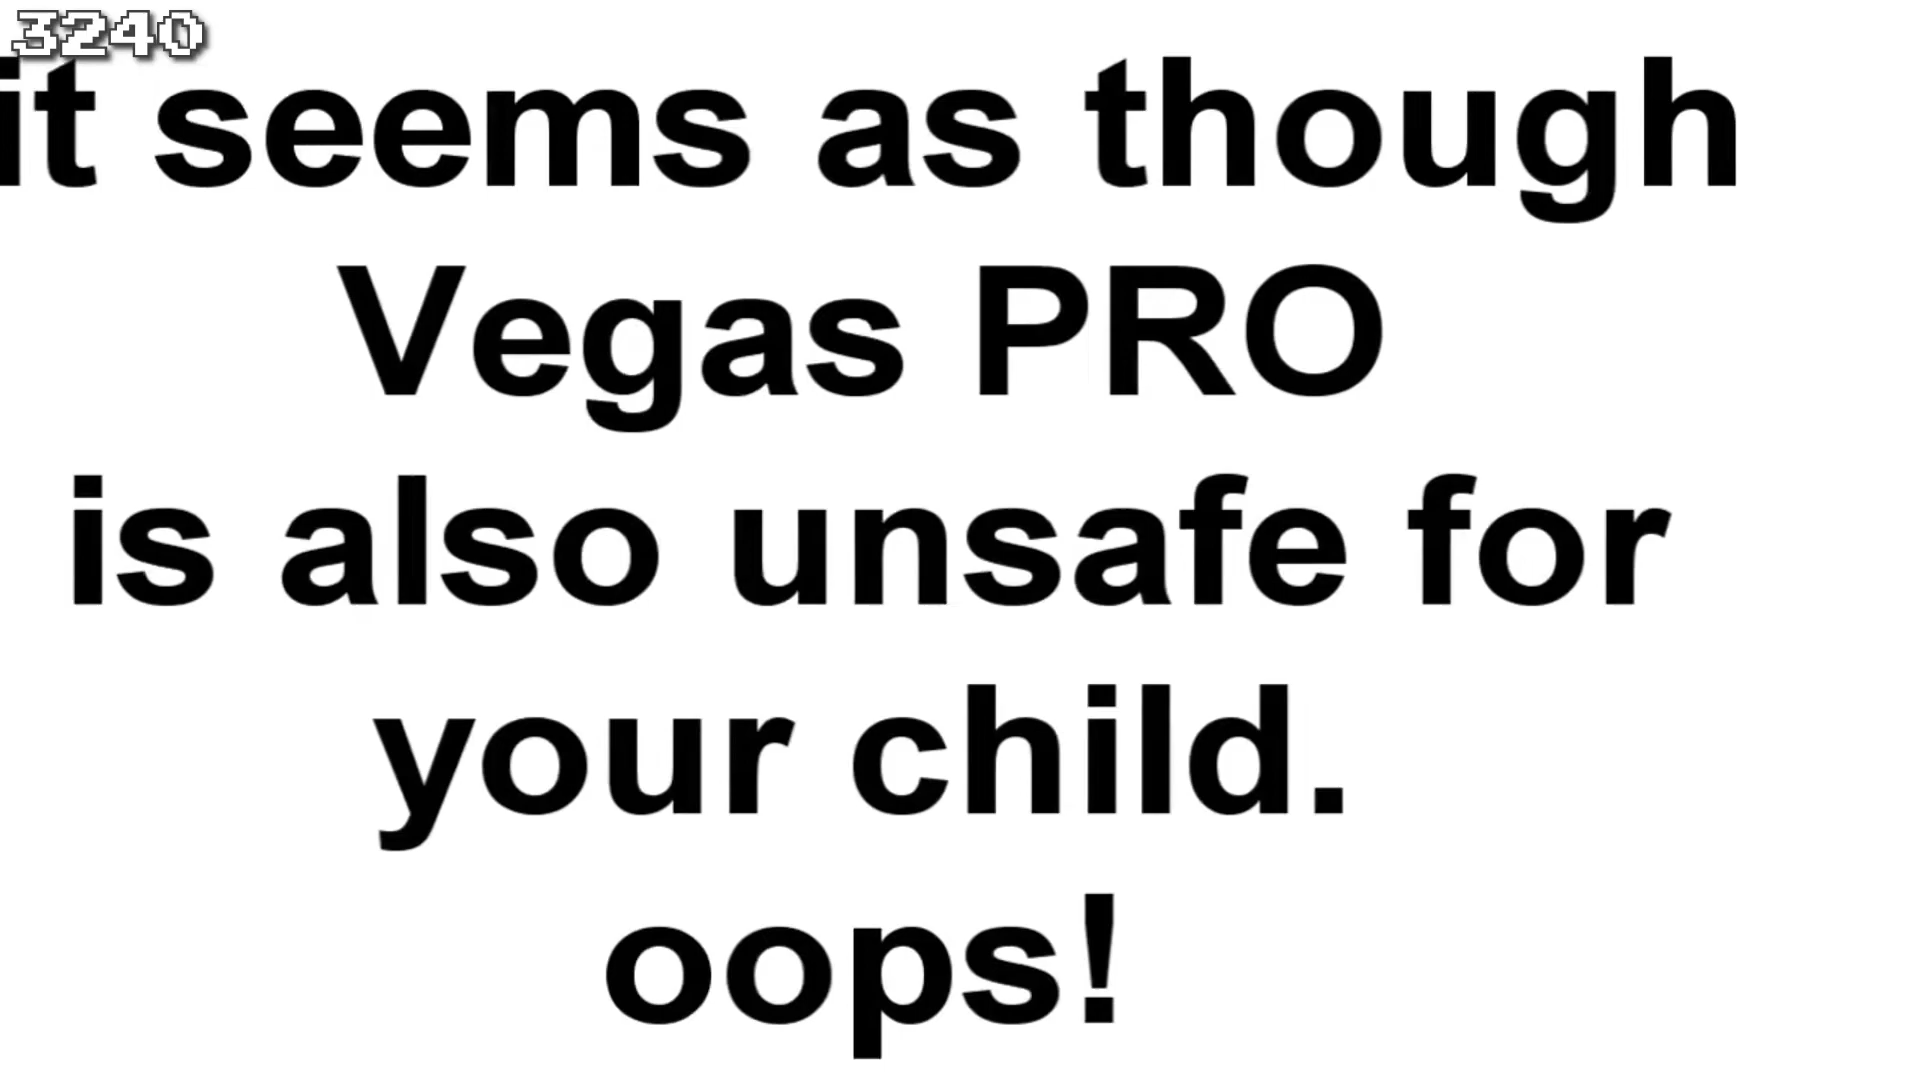 3240
it seems as though
Vegas PRO
is also unsafe for
your child.
oops!